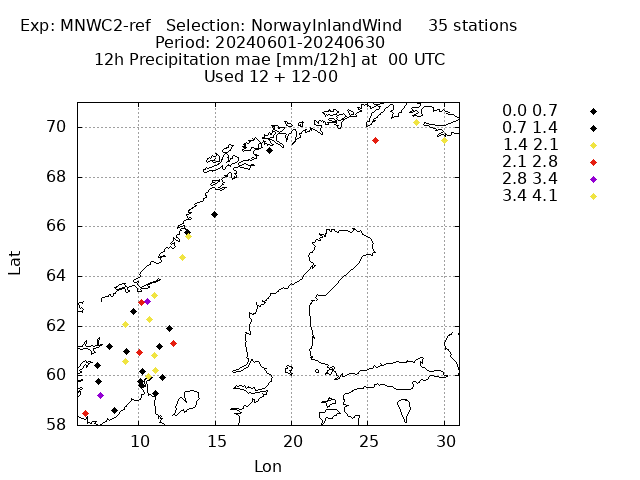 Exp: MNWC2-ref   Selection: NorwayInlandWind     35 stations
Period: 20240601-20240630
12h Precipitation mae [mm/12h] at  00 UTC
Used 12 + 12-00
0.0 0.7
0.7 1.4
1.4 2.1
2.1 2.8
2.8 3.4
3.4 4.1
70
68
66
64
62
60
58
Lat
10 15 20 25 30
Lon